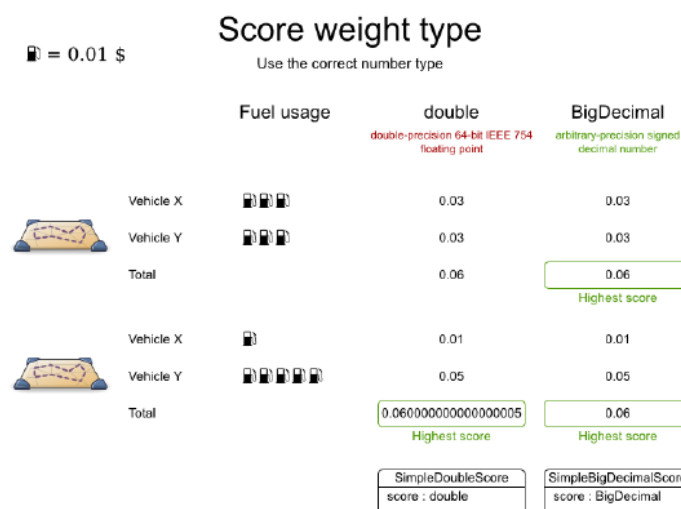 Score weight type
= 0.01 $
Use the correct number type
Fuel usage
double
BigDecimal
double-precision 64-bit IEEE 754
floating point
arbitrary-precision signed
decimal number
Vehicle X
0.03
0.03
Vehicle Y
0.03
0.03
Total
0.06
0.06
Highest score
Vehicle X
0.01
0.01
Vehicle Y
0.05
0.05
Total
0.060000000000000005
0.06
Highest score
Highest score
SimpleDoubleScore
score : double
SimpleBigDecimalScore
score : BigDecimal